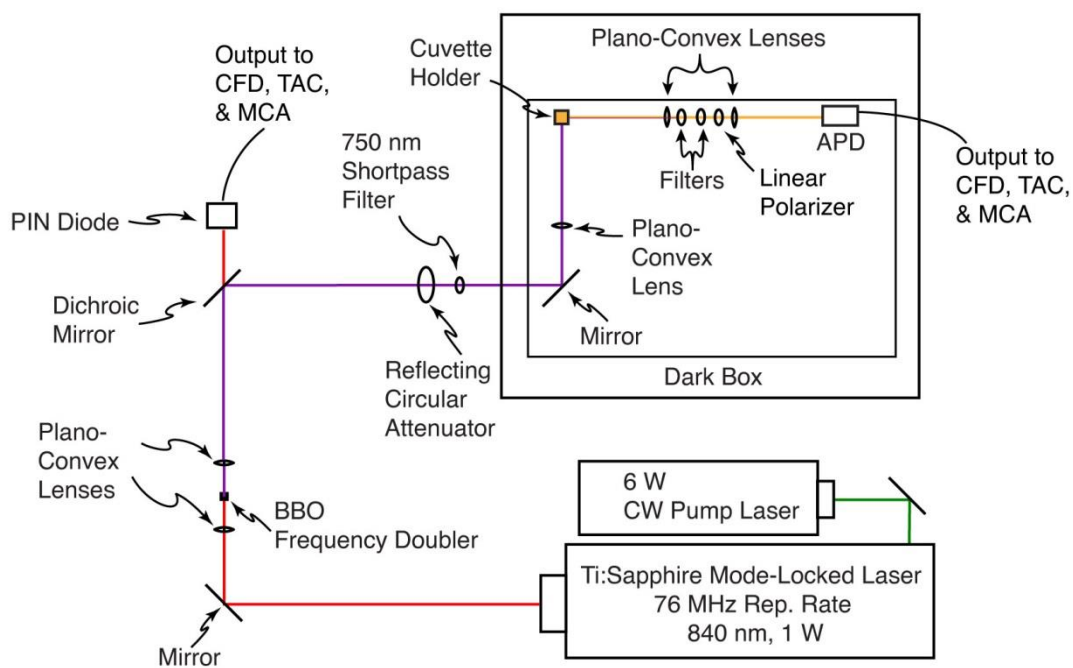 Output to
CFD, TAC,
& MCA
PIN Diode
Dichroic
Mirror
750 nm
Shortpass
Filter
Cuvette
Holder
Plano-Convex Lenses
Filters
Linear
Polarizer
APD
Output to
CFD, TAC,
& MCA
Plano-
Convex
Lens
Mirror
Dark Box
Reflecting
Circular
Attenuator
Plano-
Convex
Lenses
BBO
Frequency Doubler
Mirror
6 W
CW Pump Laser
Ti:Sapphire Mode-Locked Laser
76 MHz Rep. Rate
840 nm, 1 W